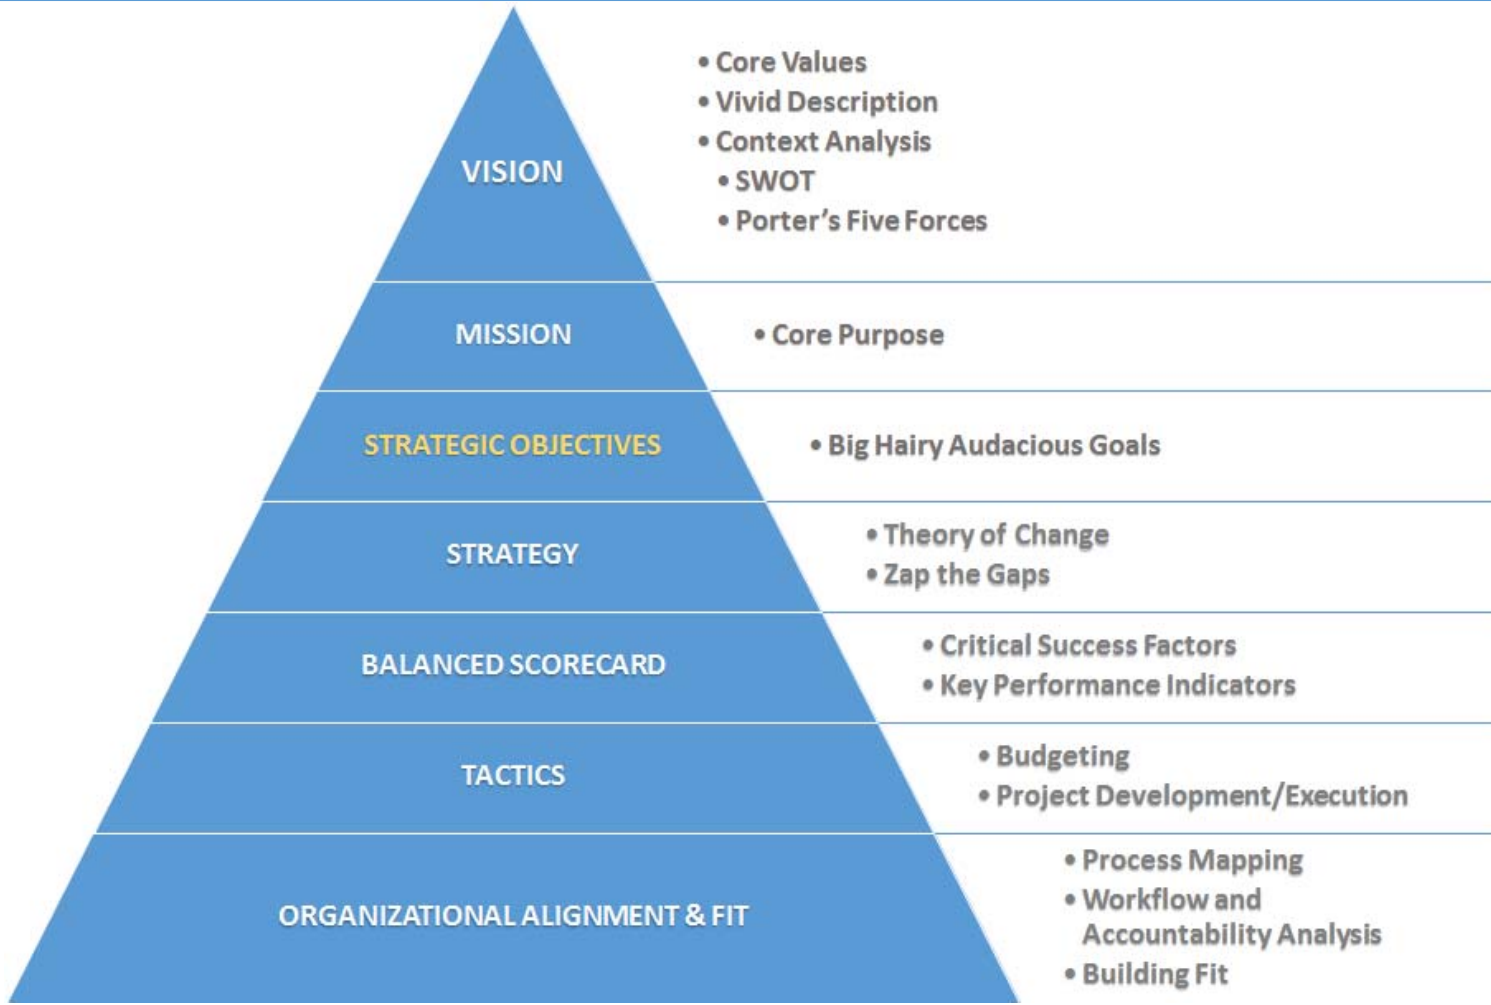 VISION
• Core Values
• Vivid Description
• Context Analysis
• SWOT
• Porter’s Five Forces
MISSION
• Core Purpose
STRATEGIC OBJECTIVES
• Big Hairy Audacious Goals
STRATEGY
• Theory of Change
• Zap the Gaps
BALANCED SCORECARD
• Critical Success Factors
• Key Performance Indicators
TACTICS
• Budgeting
• Project Development/Execution
ORGANIZATIONAL ALIGNMENT & FIT
• Process Mapping
• Workflow and
Accountability Analysis
• Building Fit